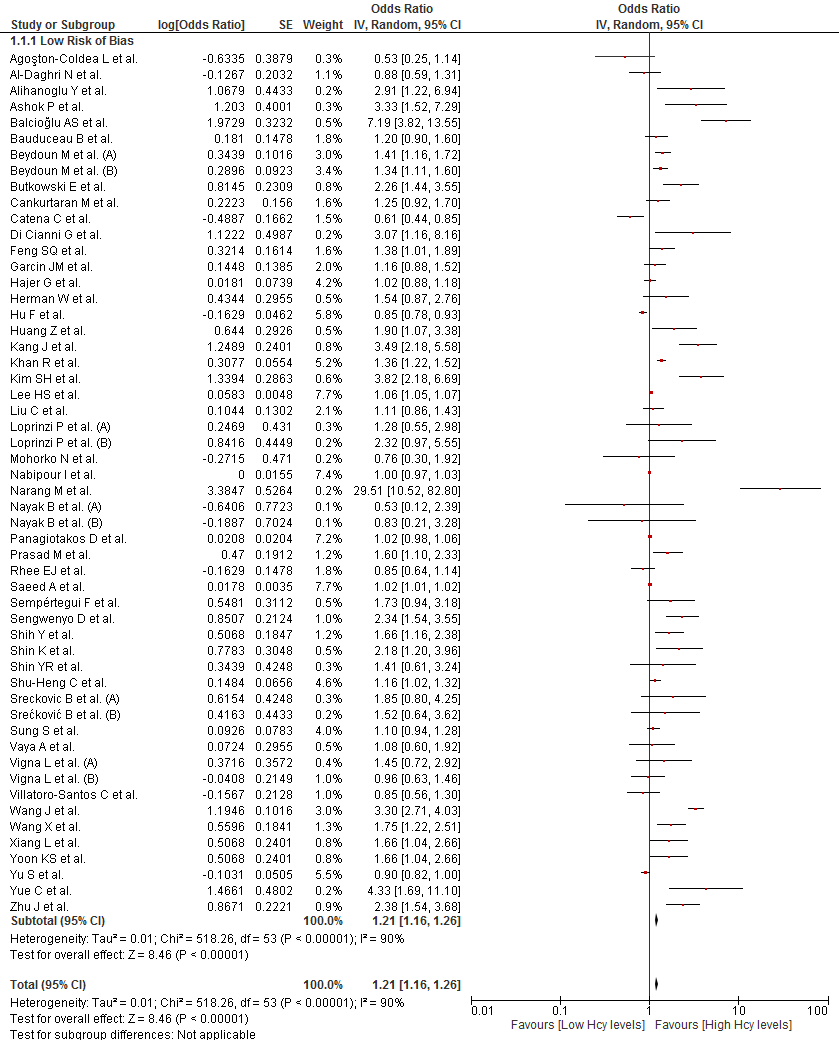 Odds Ratio Odds Ratio
Study or Subgroup log[Odds Ratio] SE Weight IV, Random, 95% CI IV, Random, 95% CI
1.1.1 Low Risk of Bias
Agoşton-Coldea L et al. -0.6335 0.3879 0.3% 0.53 [0.25, 1.14]
Al-Daghri N et al. -0.1267 0.2032 1.1% 0.88 [0.59, 1.31]
Alihanoglu Y et al. 1.0679 0.4433 0.2% 2.91 [1.22, 6.94]
Ashok P et al. 1.203 0.4001 0.3% 3.33 [1.52, 7.29]
Balcioğlu AS et al. 1.9729 0.3232 0.5% 7.19 [3.82, 13.55]
Bauduceau B et al. 0.181 0.1478 1.8% 1.20 [0.90, 1.60]
Beydoun M et al. (A) 0.3439 0.1016 3.0% 1.41 [1.16, 1.72]
Beydoun M et al. (B) 0.2896 0.0923 3.4% 1.34 [1.11, 1.60]
Butkowski E et al. 0.8145 0.2309 0.8% 2.26 [1.44, 3.55]
Cankurtaran M et al. 0.2223 0.156 1.6% 1.25 [0.92, 1.70]
Catena C et al. -0.4887 0.1662 1.5% 0.61 [0.44, 0.85]
Di Cianni G et al. 1.1222 0.4987 0.2% 3.07 [1.16, 8.16]
Feng SQ et al. 0.3214 0.1614 1.6% 1.38 [1.01, 1.89]
Garcin JM et al. 0.1448 0.1385 2.0% 1.16 [0.88, 1.52]
Hajer G et al. 0.0181 0.0739 4.2% 1.02 [0.88, 1.18]
Herman W et al. 0.4344 0.2955 0.5% 1.54 [0.87, 2.76]
Hu F et al. -0.1629 0.0462 5.8% 0.85 [0.78, 0.93]
Huang Z et al. 0.644 0.2926 0.6% 1.90 [1.07, 3.38]
Kang J et al. 1.2489 0.2401 0.8% 3.49 [2.18, 5.58]
Khan R et al. 0.3077 0.0554 5.2% 1.36 [1.22, 1.52]
Kim SH et al. 1.3394 0.2863 0.6% 3.82 [2.18, 6.69]
Lee HS et al. 0.0583 0.0048 7.7% 1.06 [1.05, 1.07]
Liu C et al. 0.1044 0.1302 2.1% 1.11 [0.86, 1.43]
Loprinzi P et al. (A) 0.2469 0.431 0.3% 1.28 [0.55, 2.98]
Loprinzi P et al. (B) 0.8416 0.4449 0.2% 2.32 [0.97, 5.55]
Mohorko N et al. -0.2715 0.471 0.2% 0.76 [0.30, 1.92]
Nabipour I et al. 0 0.0155 7.4% 1.00 [0.97, 1.03]
Narang M et al. 3.3847 0.5264 0.2% 29.51 [10.52, 82.80]
Nayak B et al. (A) -0.6406 0.7723 0.1% 0.53 [0.12, 2.39]
Nayak B et al. (B) -0.1887 0.7024 0.1% 0.83 [0.21, 3.28]
Panagiotakos D et al. 0.0208 0.0204 7.2% 1.02 [0.98, 1.06]
Prasad M et al. 0.47 0.1912 1.2% 1.60 [1.10, 2.33]
Rhee EJ et al. -0.1629 0.1478 1.8% 0.85 [0.64, 1.14]
Saeed A et al. 0.0178 0.0035 7.7% 1.02 [1.01, 1.02]
Sempértegui F et al. 0.5481 0.3112 0.5% 1.73 [0.94, 3.18]
Sengwenyo D et al. 0.8507 0.2124 1.0% 2.34 [1.54, 3.55]
Shih Y et al. 0.5068 0.1847 1.2% 1.66 [1.16, 2.38]
Shin K et al. 0.7783 0.3048 0.5% 2.18 [1.20, 3.96]
Shin YR et al. 0.3439 0.4248 0.3% 1.41 [0.61, 3.24]
Shu-Heng C et al. 0.1484 0.0656 4.6% 1.16 [1.02, 1.32]
Sreckovic B et al. (A) 0.6154 0.4248 0.3% 1.85 [0.80, 4.25]
Srećković B et al. (B) 0.4163 0.4433 0.2% 1.52 [0.64, 3.62]
Sung S et al. 0.0926 0.0783 4.0% 1.10 [0.94, 1.28]
Vaya A et al. 0.0724 0.2955 0.5% 1.08 [0.60, 1.92]
Vigna L et al. (A) 0.3716 0.3572 0.4% 1.45 [0.72, 2.92]
Vigna L et al. (B) -0.0408 0.2149 1.0% 0.96 [0.63, 1.46]
Villatoro-Santos C et al. -0.1567 0.2128 1.0% 0.85 [0.56, 1.30]
Wang J et al. 1.1946 0.1016 3.0% 3.30 [2.71, 4.03]
Wang X et al. 0.5596 0.1841 1.3% 1.75 [1.22, 2.51]
Xiang L et al. 0.5068 0.2401 0.8% 1.66 [1.04, 2.66]
Yoon KS et al. 0.5068 0.2401 0.8% 1.66 [1.04, 2.66]
Yu S et al. -0.1031 0.0505 5.5% 0.90 [0.82, 1.00]
Yue C et al. 1.4661 0.4802 0.2% 4.33 [1.69, 11.10]
Zhu J et al. 0.8671 0.2221 0.9% 2.38 [1.54, 3.68]
Subtotal (95% CI) 100.0% 1.21 [1.16, 1.26]
Heterogeneity: Tau² = 0.01; Chi² = 518.26, df = 53 (P < 0.00001); I² = 90%
Test for overall effect: Z = 8.46 (P < 0.00001)
Total (95% CI) 100.0% 1.21 [1.16, 1.26]
Heterogeneity: Tau² = 0.01; Chi² = 518.26, df = 53 (P < 0.00001); I² = 90%
Test for overall effect: Z = 8.46 (P < 0.00001)
Test for subgroup differences: Not applicable
0.01 0.1 1 10 100
Favours [Low Hcy levels] Favours [High Hcy levels]